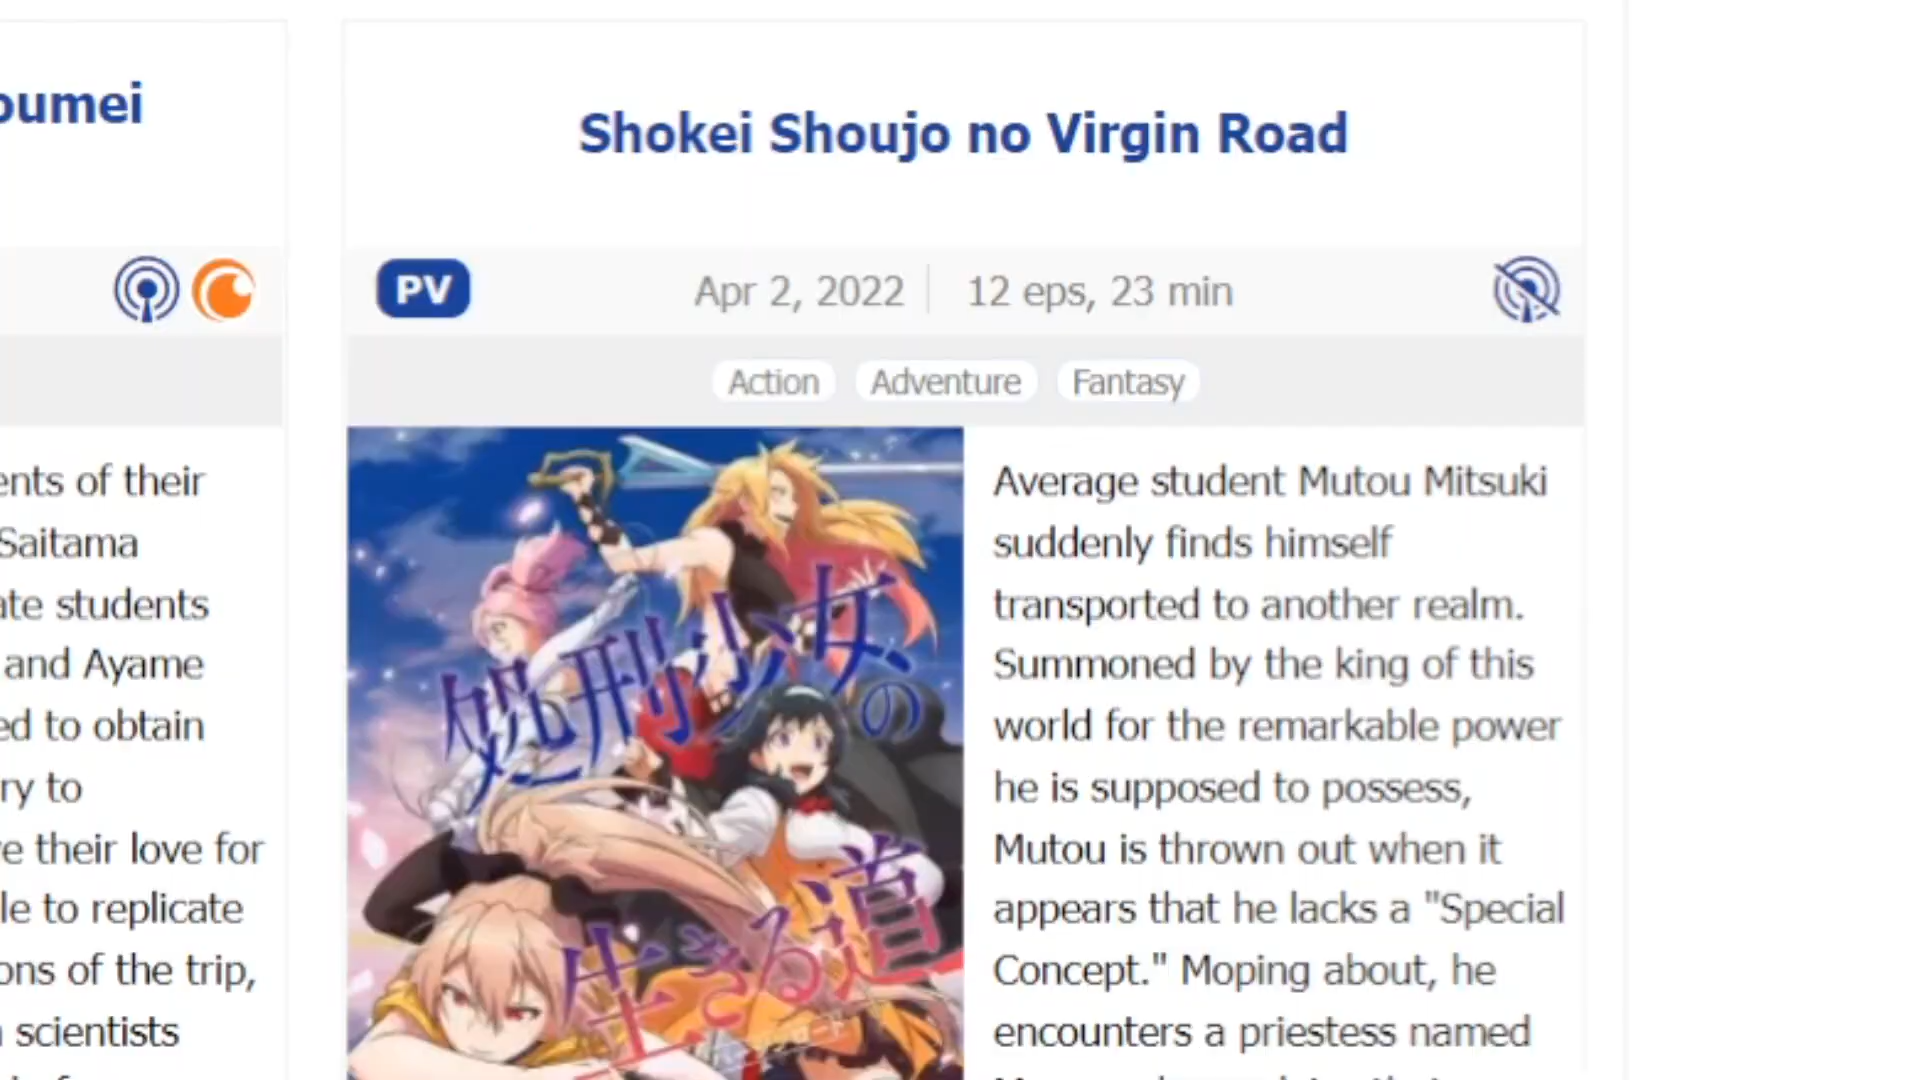 oumei
ents of their
Saitama
ate students
and Ayame
ed to obtain
ry to
e their love for
le to replicate
ons of the trip,
scientists
Shokei Shoujo no Virgin Road
PV
Apr 2, 2022
12 eps, 23 min
Action
Adventure
Fantasy
処刑少女の
生きる道
Average student Mutou Mitsuki
suddenly finds himself
transported to another realm.
Summoned by the king of this
world for the remarkable power
he is supposed to possess,
Mutou is thrown out when it
appears that he lacks a "Special
Concept." Moping about, he
encounters a priestess named